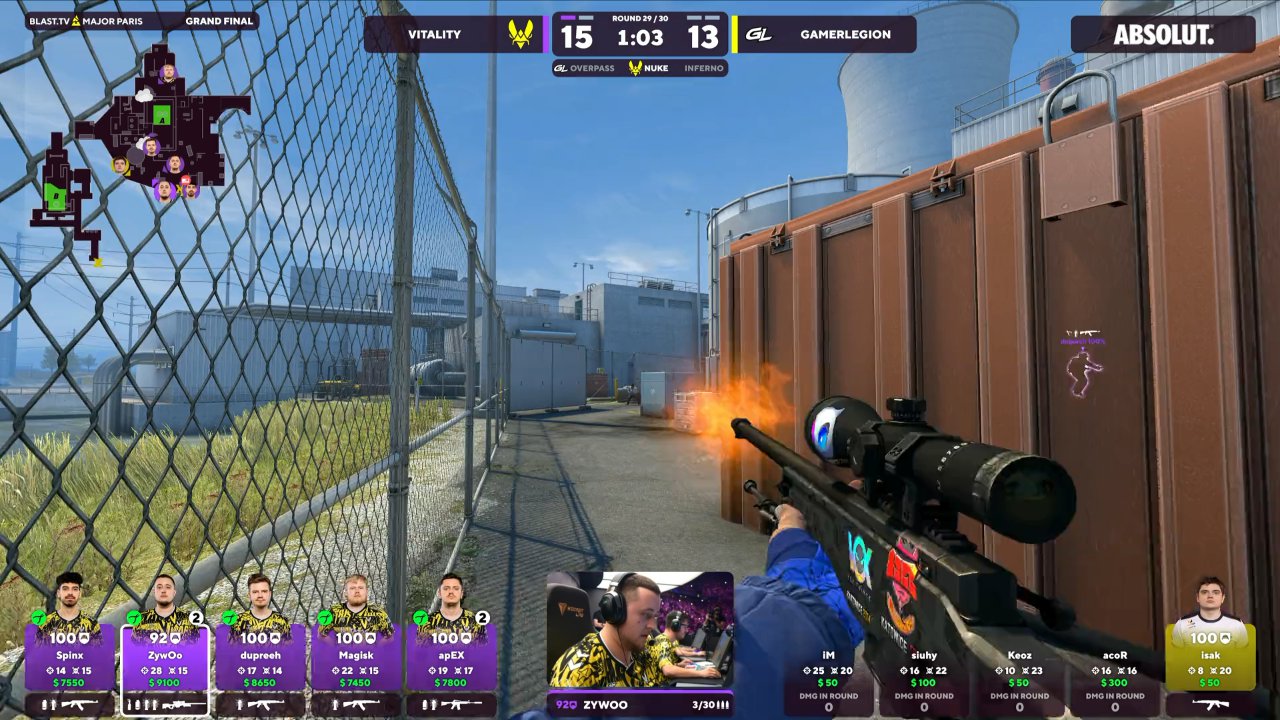 BLAST.TV MAJOR PARIS GRAND FINAL
VITALITY 15 ROUND 29 / 30 1:03 13 GL GAMERLEGION
ABSOLUT.
GL OVERPASS NUKE INFERNO
A
B
100 Spinx 14 15 $7550
92 2 ZywOo 28 15 $9100
100 dupreeh 17 14 $8650
100 Magisk 22 15 $7450
100 2 apEX 19 17 $7800
92 ZYWOO 3/30
iM 25 20 $50 DMG IN ROUND 0
siuhy 16 22 $100 DMG IN ROUND 0
Keoz 10 23 $50 DMG IN ROUND 0
acoR 16 16 $300 DMG IN ROUND 0
100 isak 8 20 $50